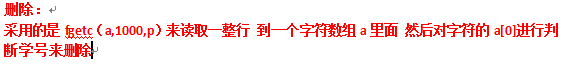 删除：
采用的是 fgetc（a,1000,p）来读取一整行 到一个字符数组 a 里面 然后对字符的 a[0]进行判
断学号来删除